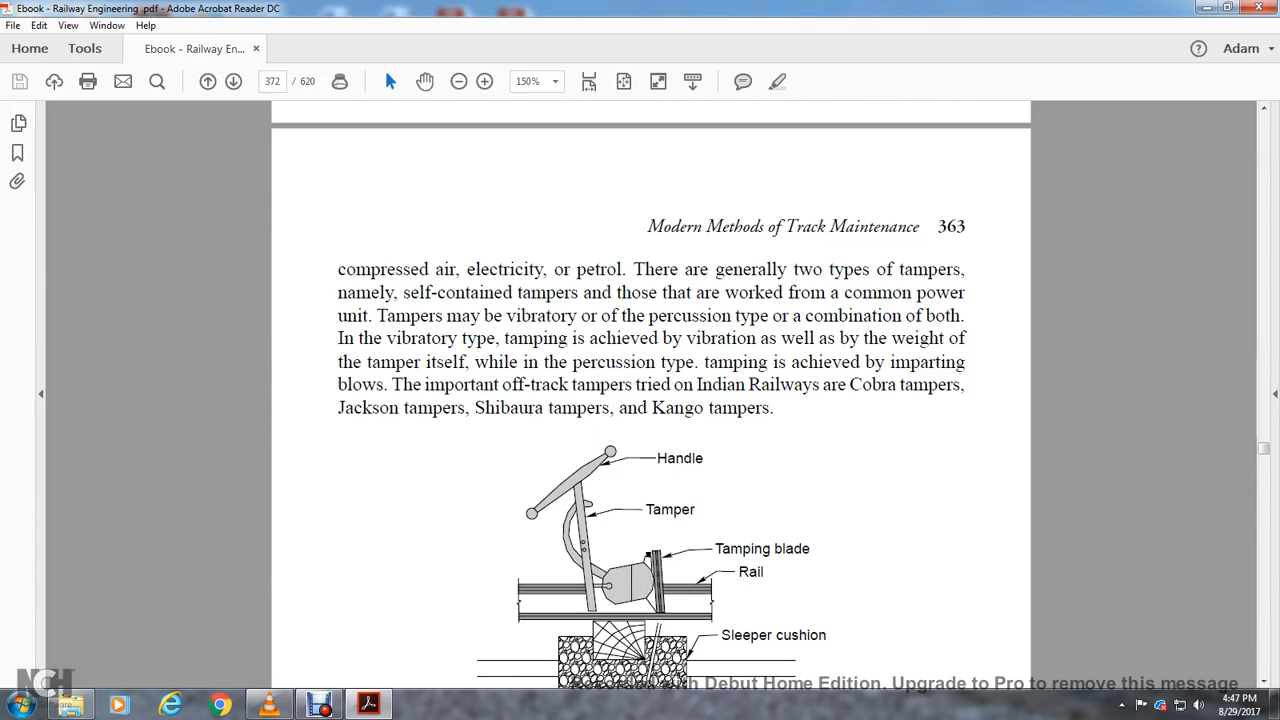 Ebook - Railway Engineering .pdf - Adobe Acrobat Reader DC
File Edit View Window Help
Home Tools Ebook - Railway En... × Adam
372 / 620 150%
Modern Methods of Track Maintenance 363
compressed air, electricity, or petrol. There are generally two types of tampers,
namely, self-contained tampers and those that are worked from a common power
unit. Tampers may be vibratory or of the percussion type or a combination of both.
In the vibratory type, tamping is achieved by vibration as well as by the weight of
the tamper itself, while in the percussion type. tamping is achieved by imparting
blows. The important off-track tampers tried on Indian Railways are Cobra tampers,
Jackson tampers, Shibaura tampers, and Kango tampers.
Handle
Tamper
Tamping blade
Rail
Sleeper cushion
NCH
Debut Home Edition. Upgrade to Pro to remove this message
4:47 PM
8/29/2017